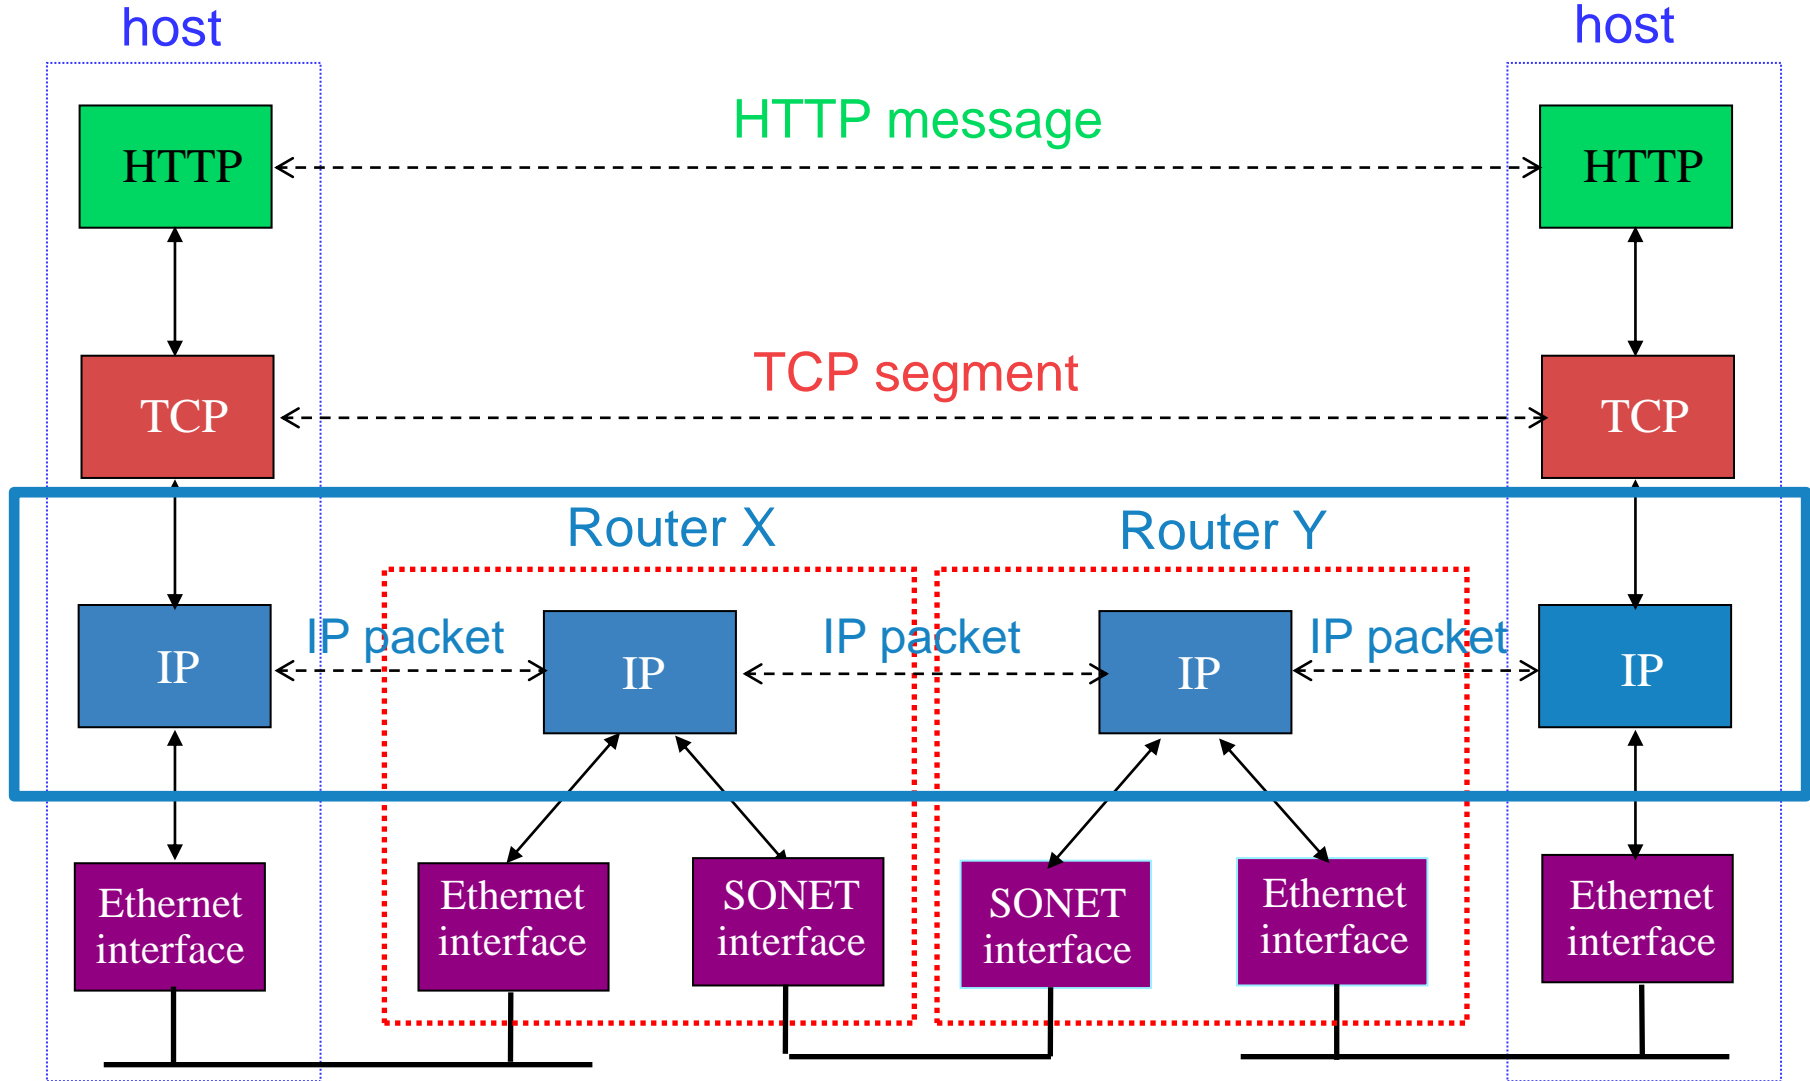 host
host
HTTP
HTTP message
HTTP
TCP
TCP segment
TCP
Router X
Router Y
IP
IP packet
IP
IP packet
IP
IP packet
IP
Ethernet
interface
Ethernet
interface
SONET
interface
SONET
interface
Ethernet
interface
Ethernet
interface